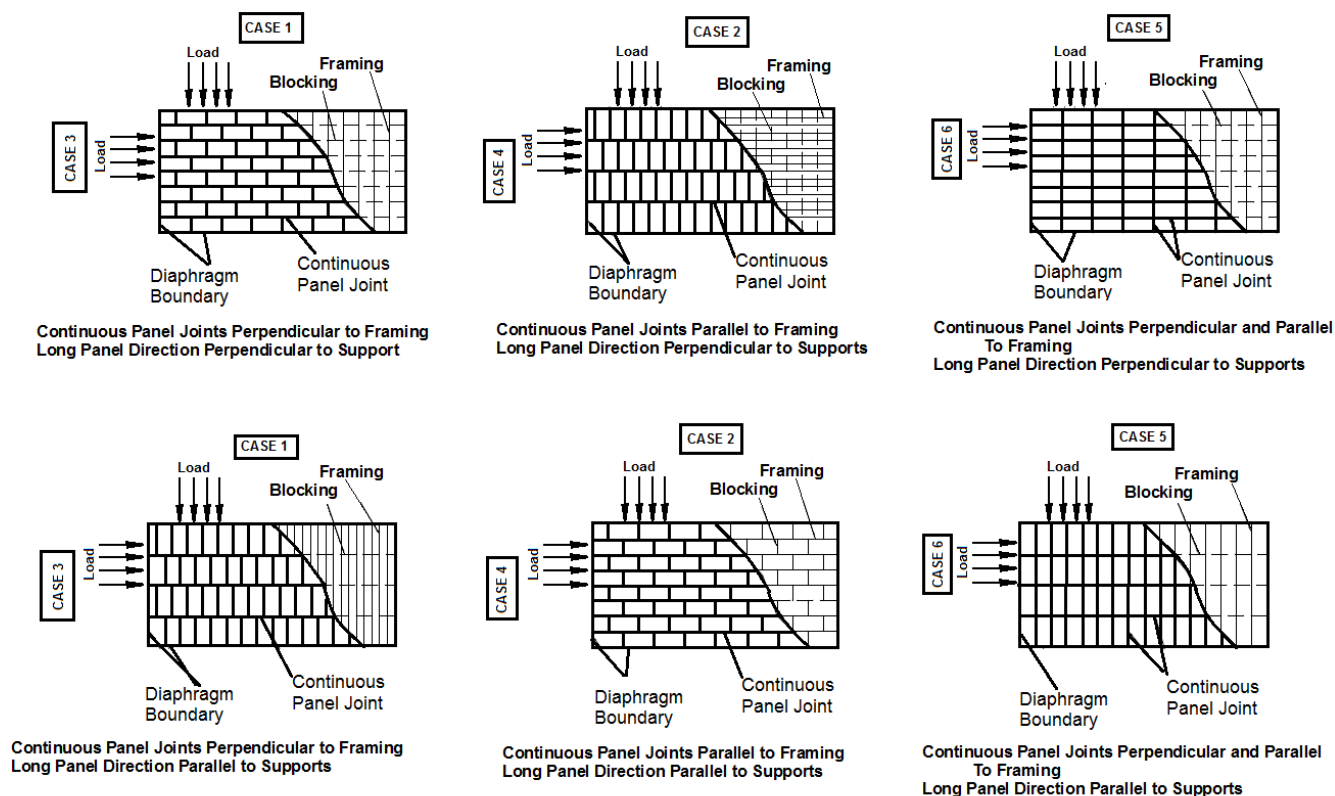 CASE 1
Load
Framing
Blocking
CASE 3
Load
Diaphragm
Boundary
Continuous
Panel Joint
Continuous Panel Joints Perpendicular to Framing
Long Panel Direction Perpendicular to Support
CASE 2
Load
Framing
Blocking
CASE 4
Load
Diaphragm
Boundary
Continuous
Panel Joint
Continuous Panel Joints Parallel to Framing
Long Panel Direction Perpendicular to Supports
CASE 5
Load
Framing
Blocking
CASE 6
Load
Diaphragm
Boundary
Continuous
Panel Joint
Continuous Panel Joints Perpendicular and Parallel
To Framing
Long Panel Direction Perpendicular to Supports
CASE 1
Load
Framing
Blocking
CASE 3
Load
Diaphragm
Boundary
Continuous
Panel Joint
Continuous Panel Joints Perpendicular to Framing
Long Panel Direction Parallel to Supports
CASE 2
Load
Framing
Blocking
CASE 4
Load
Diaphragm
Boundary
Continuous
Panel Joint
Continuous Panel Joints Parallel to Framing
Long Panel Direction Parallel to Supports
CASE 5
Load
Framing
Blocking
CASE 6
Load
Diaphragm
Boundary
Continuous
Panel Joint
Continuous Panel Joints Perpendicular and Parallel
To Framing
Long Panel Direction Parallel to Supports